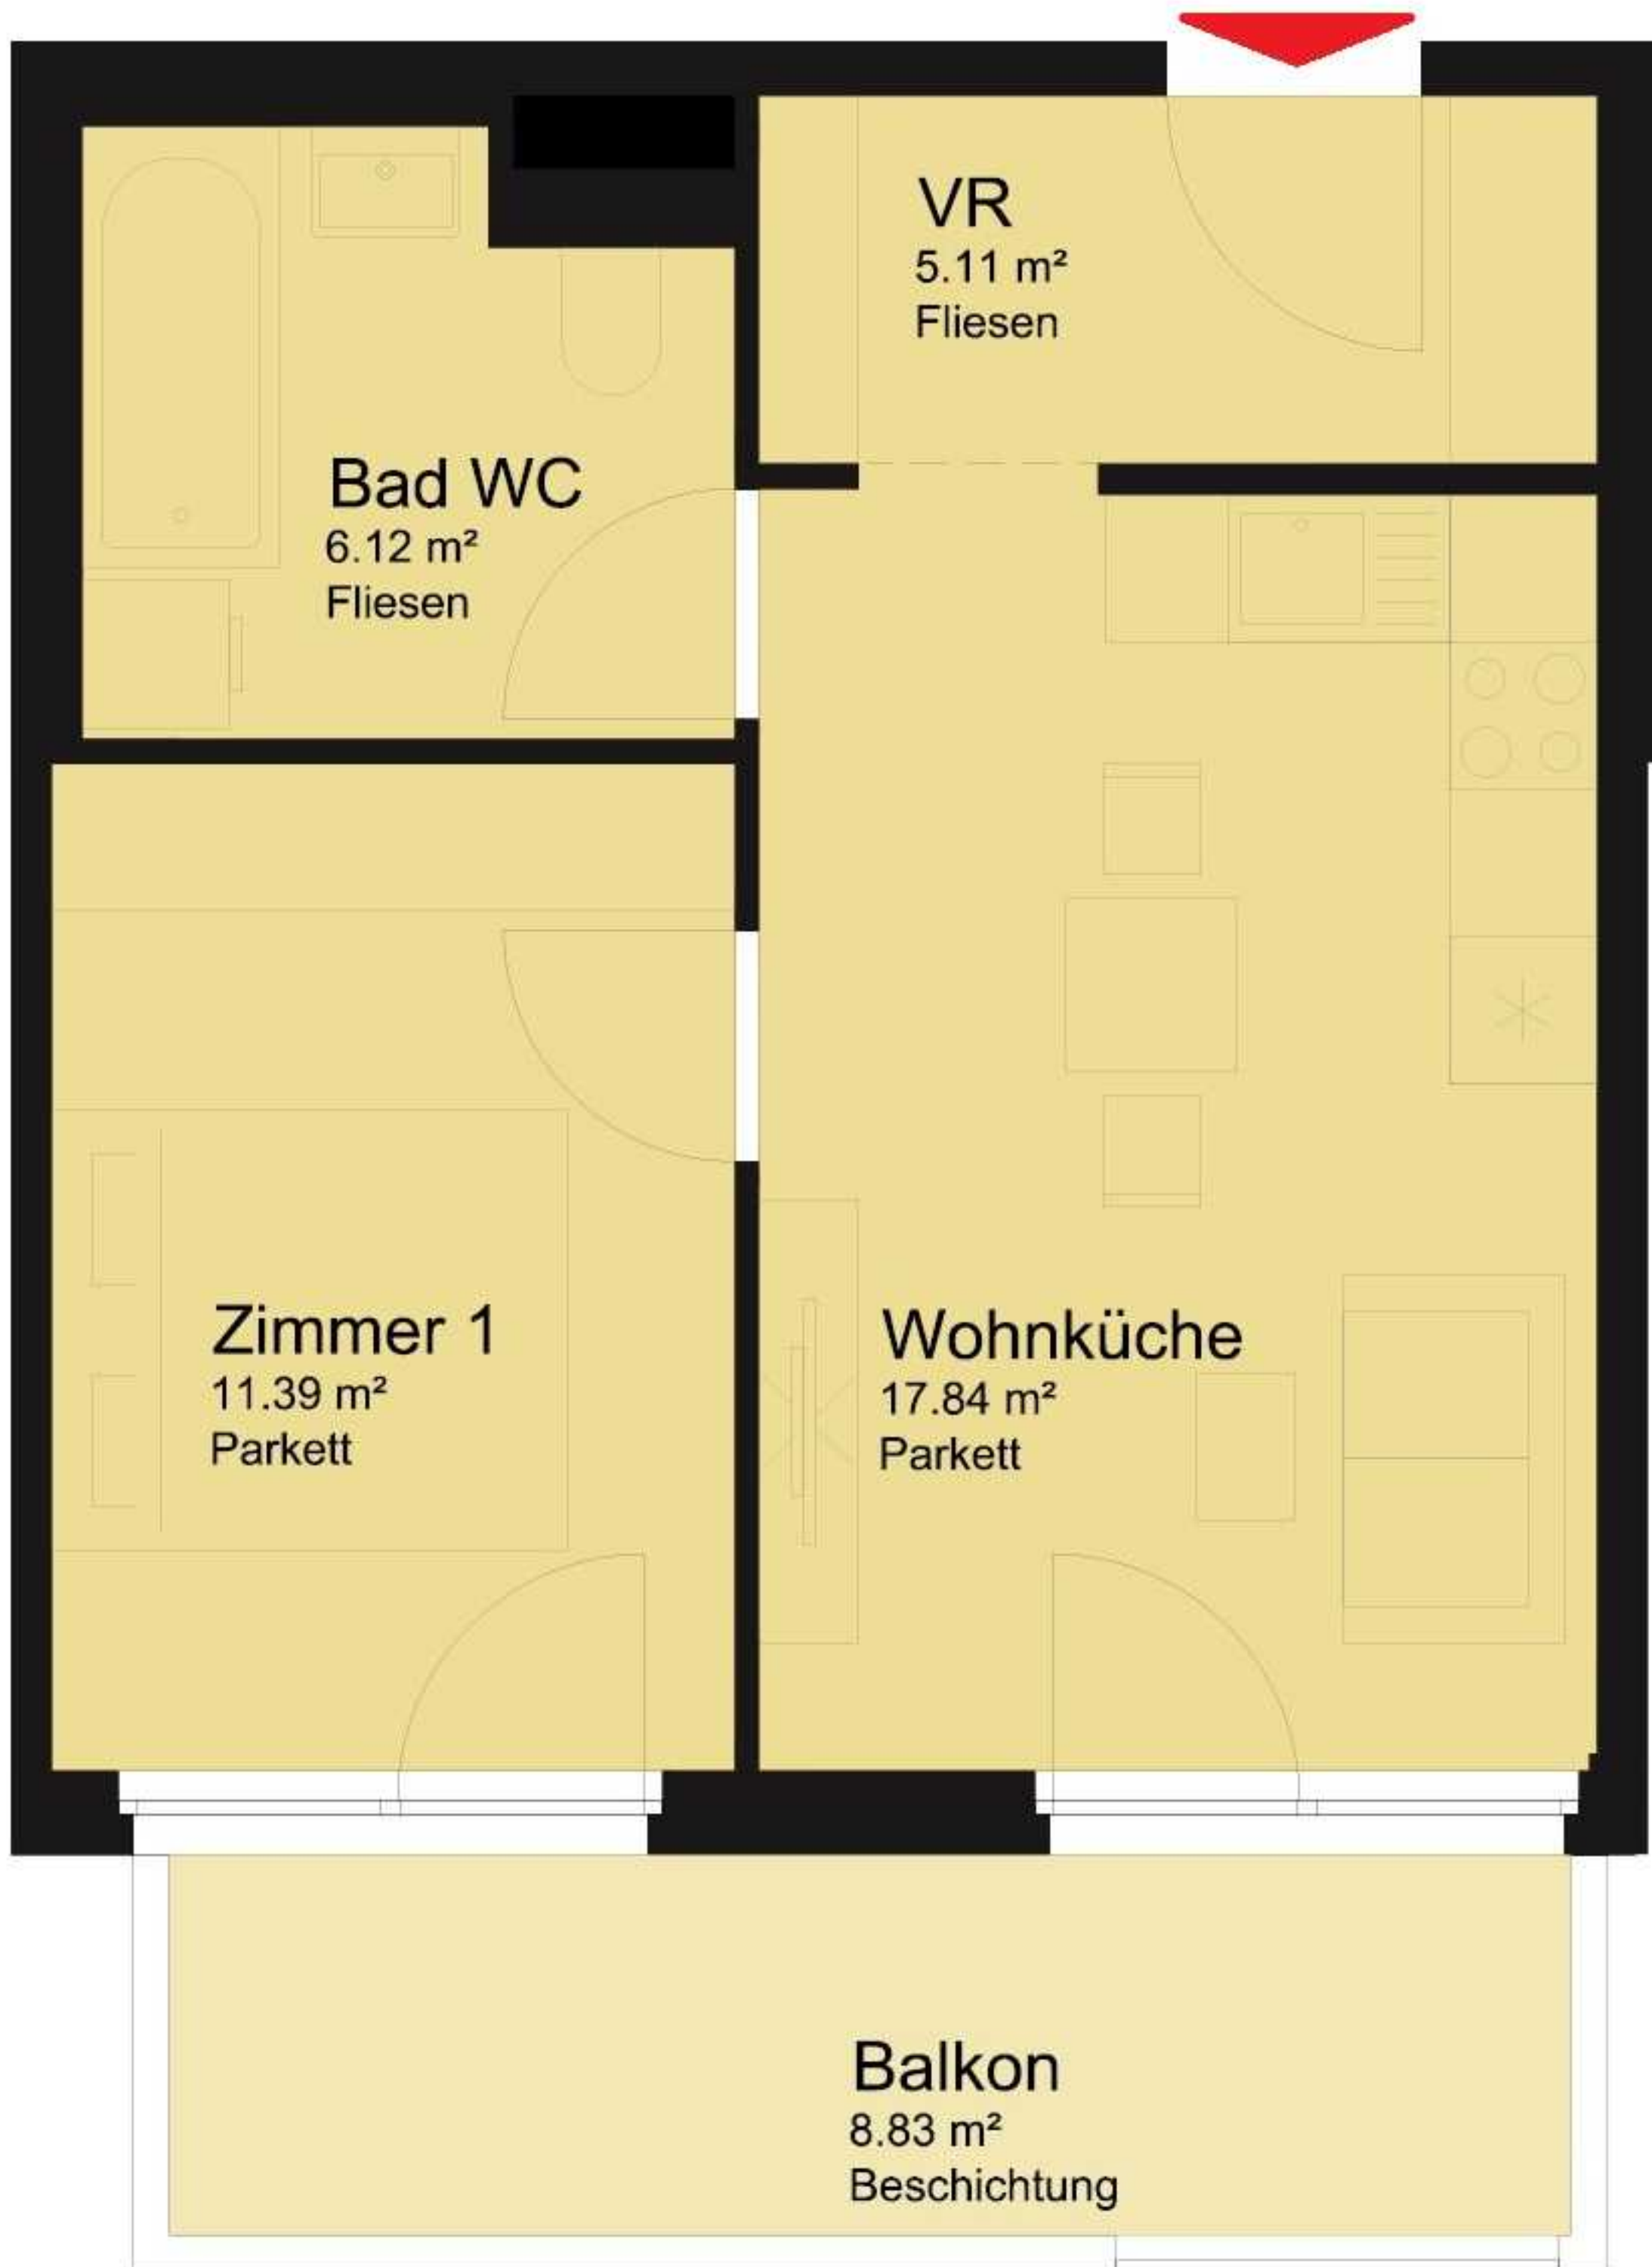 VR
5.11 m²
Fliesen
Bad WC
6.12 m²
Fliesen
Zimmer 1
11.39 m²
Parkett
Wohnküche
17.84 m²
Parkett
Balkon
8.83 m²
Beschichtung